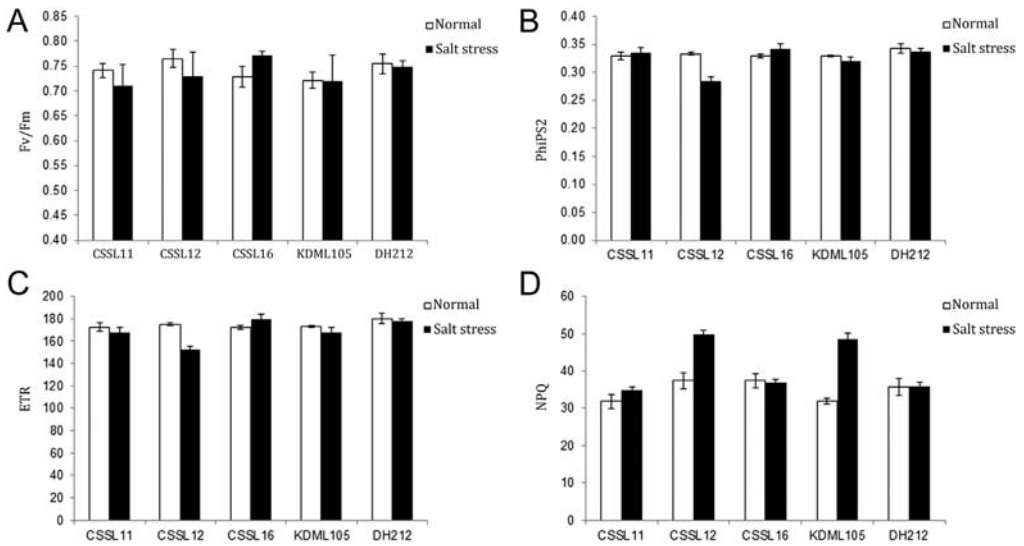 A
Fv/Fm
0.85
0.80
0.75
0.70
0.65
0.60
0.55
0.50
0.45
0.40
CSSL11 CSSL12 CSSL16 KDML105 DH212
Normal
Salt stress
B
PhiPS2
0.40
0.35
0.30
0.25
0.20
0.15
0.10
0.05
0.00
CSSL11 CSSL12 CSSL16 KDML105 DH212
Normal
Salt stress
C
ETR
200
180
160
140
120
100
80
60
40
20
0
CSSL11 CSSL12 CSSL16 KDML105 DH212
Normal
Salt stress
D
NPQ
60
50
40
30
20
10
0
CSSL11 CSSL12 CSSL16 KDML105 DH212
Normal
Salt stress